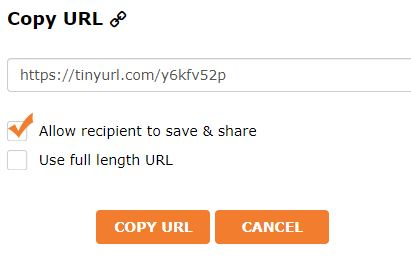 Copy URL
https://tinyurl.com/y6kfv52p
Allow recipient to save & share
Use full length URL
COPY URL CANCEL